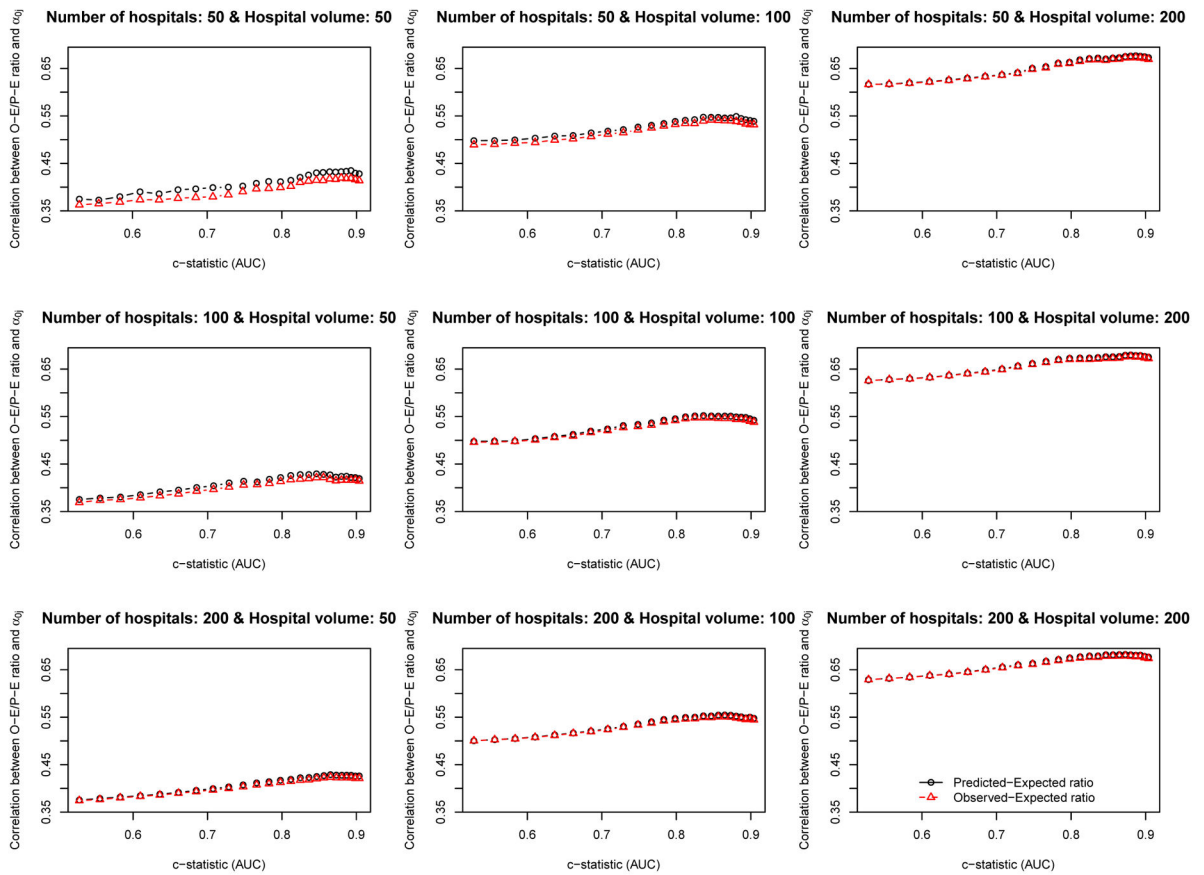 Number of hospitals: 50 & Hospital volume: 50
Correlation between O−E/P−E ratio and α0j
0.35 0.45 0.55 0.65
0.6 0.7 0.8 0.9
c−statistic (AUC)
Number of hospitals: 50 & Hospital volume: 100
Correlation between O−E/P−E ratio and α0j
0.35 0.45 0.55 0.65
0.6 0.7 0.8 0.9
c−statistic (AUC)
Number of hospitals: 50 & Hospital volume: 200
Correlation between O−E/P−E ratio and α0j
0.35 0.45 0.55 0.65
0.6 0.7 0.8 0.9
c−statistic (AUC)
Number of hospitals: 100 & Hospital volume: 50
Correlation between O−E/P−E ratio and α0j
0.35 0.45 0.55 0.65
0.6 0.7 0.8 0.9
c−statistic (AUC)
Number of hospitals: 100 & Hospital volume: 100
Correlation between O−E/P−E ratio and α0j
0.35 0.45 0.55 0.65
0.6 0.7 0.8 0.9
c−statistic (AUC)
Number of hospitals: 100 & Hospital volume: 200
Correlation between O−E/P−E ratio and α0j
0.35 0.45 0.55 0.65
0.6 0.7 0.8 0.9
c−statistic (AUC)
Number of hospitals: 200 & Hospital volume: 50
Correlation between O−E/P−E ratio and α0j
0.35 0.45 0.55 0.65
0.6 0.7 0.8 0.9
c−statistic (AUC)
Number of hospitals: 200 & Hospital volume: 100
Correlation between O−E/P−E ratio and α0j
0.35 0.45 0.55 0.65
0.6 0.7 0.8 0.9
c−statistic (AUC)
Number of hospitals: 200 & Hospital volume: 200
Correlation between O−E/P−E ratio and α0j
0.35 0.45 0.55 0.65
Predicted−Expected ratio
Observed−Expected ratio
0.6 0.7 0.8 0.9
c−statistic (AUC)